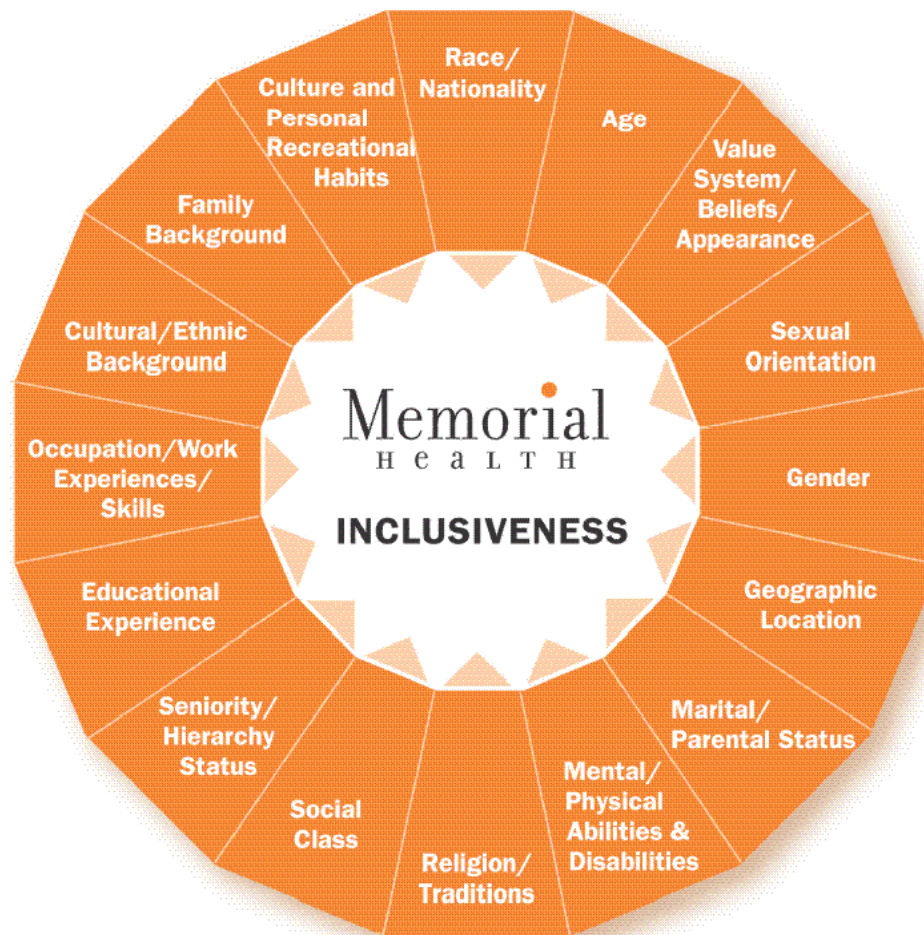 Race/
Nationality
Age
Value
System/
Beliefs/
Appearance
Sexual
Orientation
Gender
Geographic
Location
Marital/
Parental Status
Mental/
Physical
Abilities &
Disabilities
Religion/
Traditions
Social
Class
Seniority/
Hierarchy
Status
Educational
Experience
Occupation/Work
Experiences/
Skills
Cultural/Ethnic
Background
Family
Background
Culture and
Personal
Recreational
Habits
Memorial
HeaLTH
INCLUSIVENESS